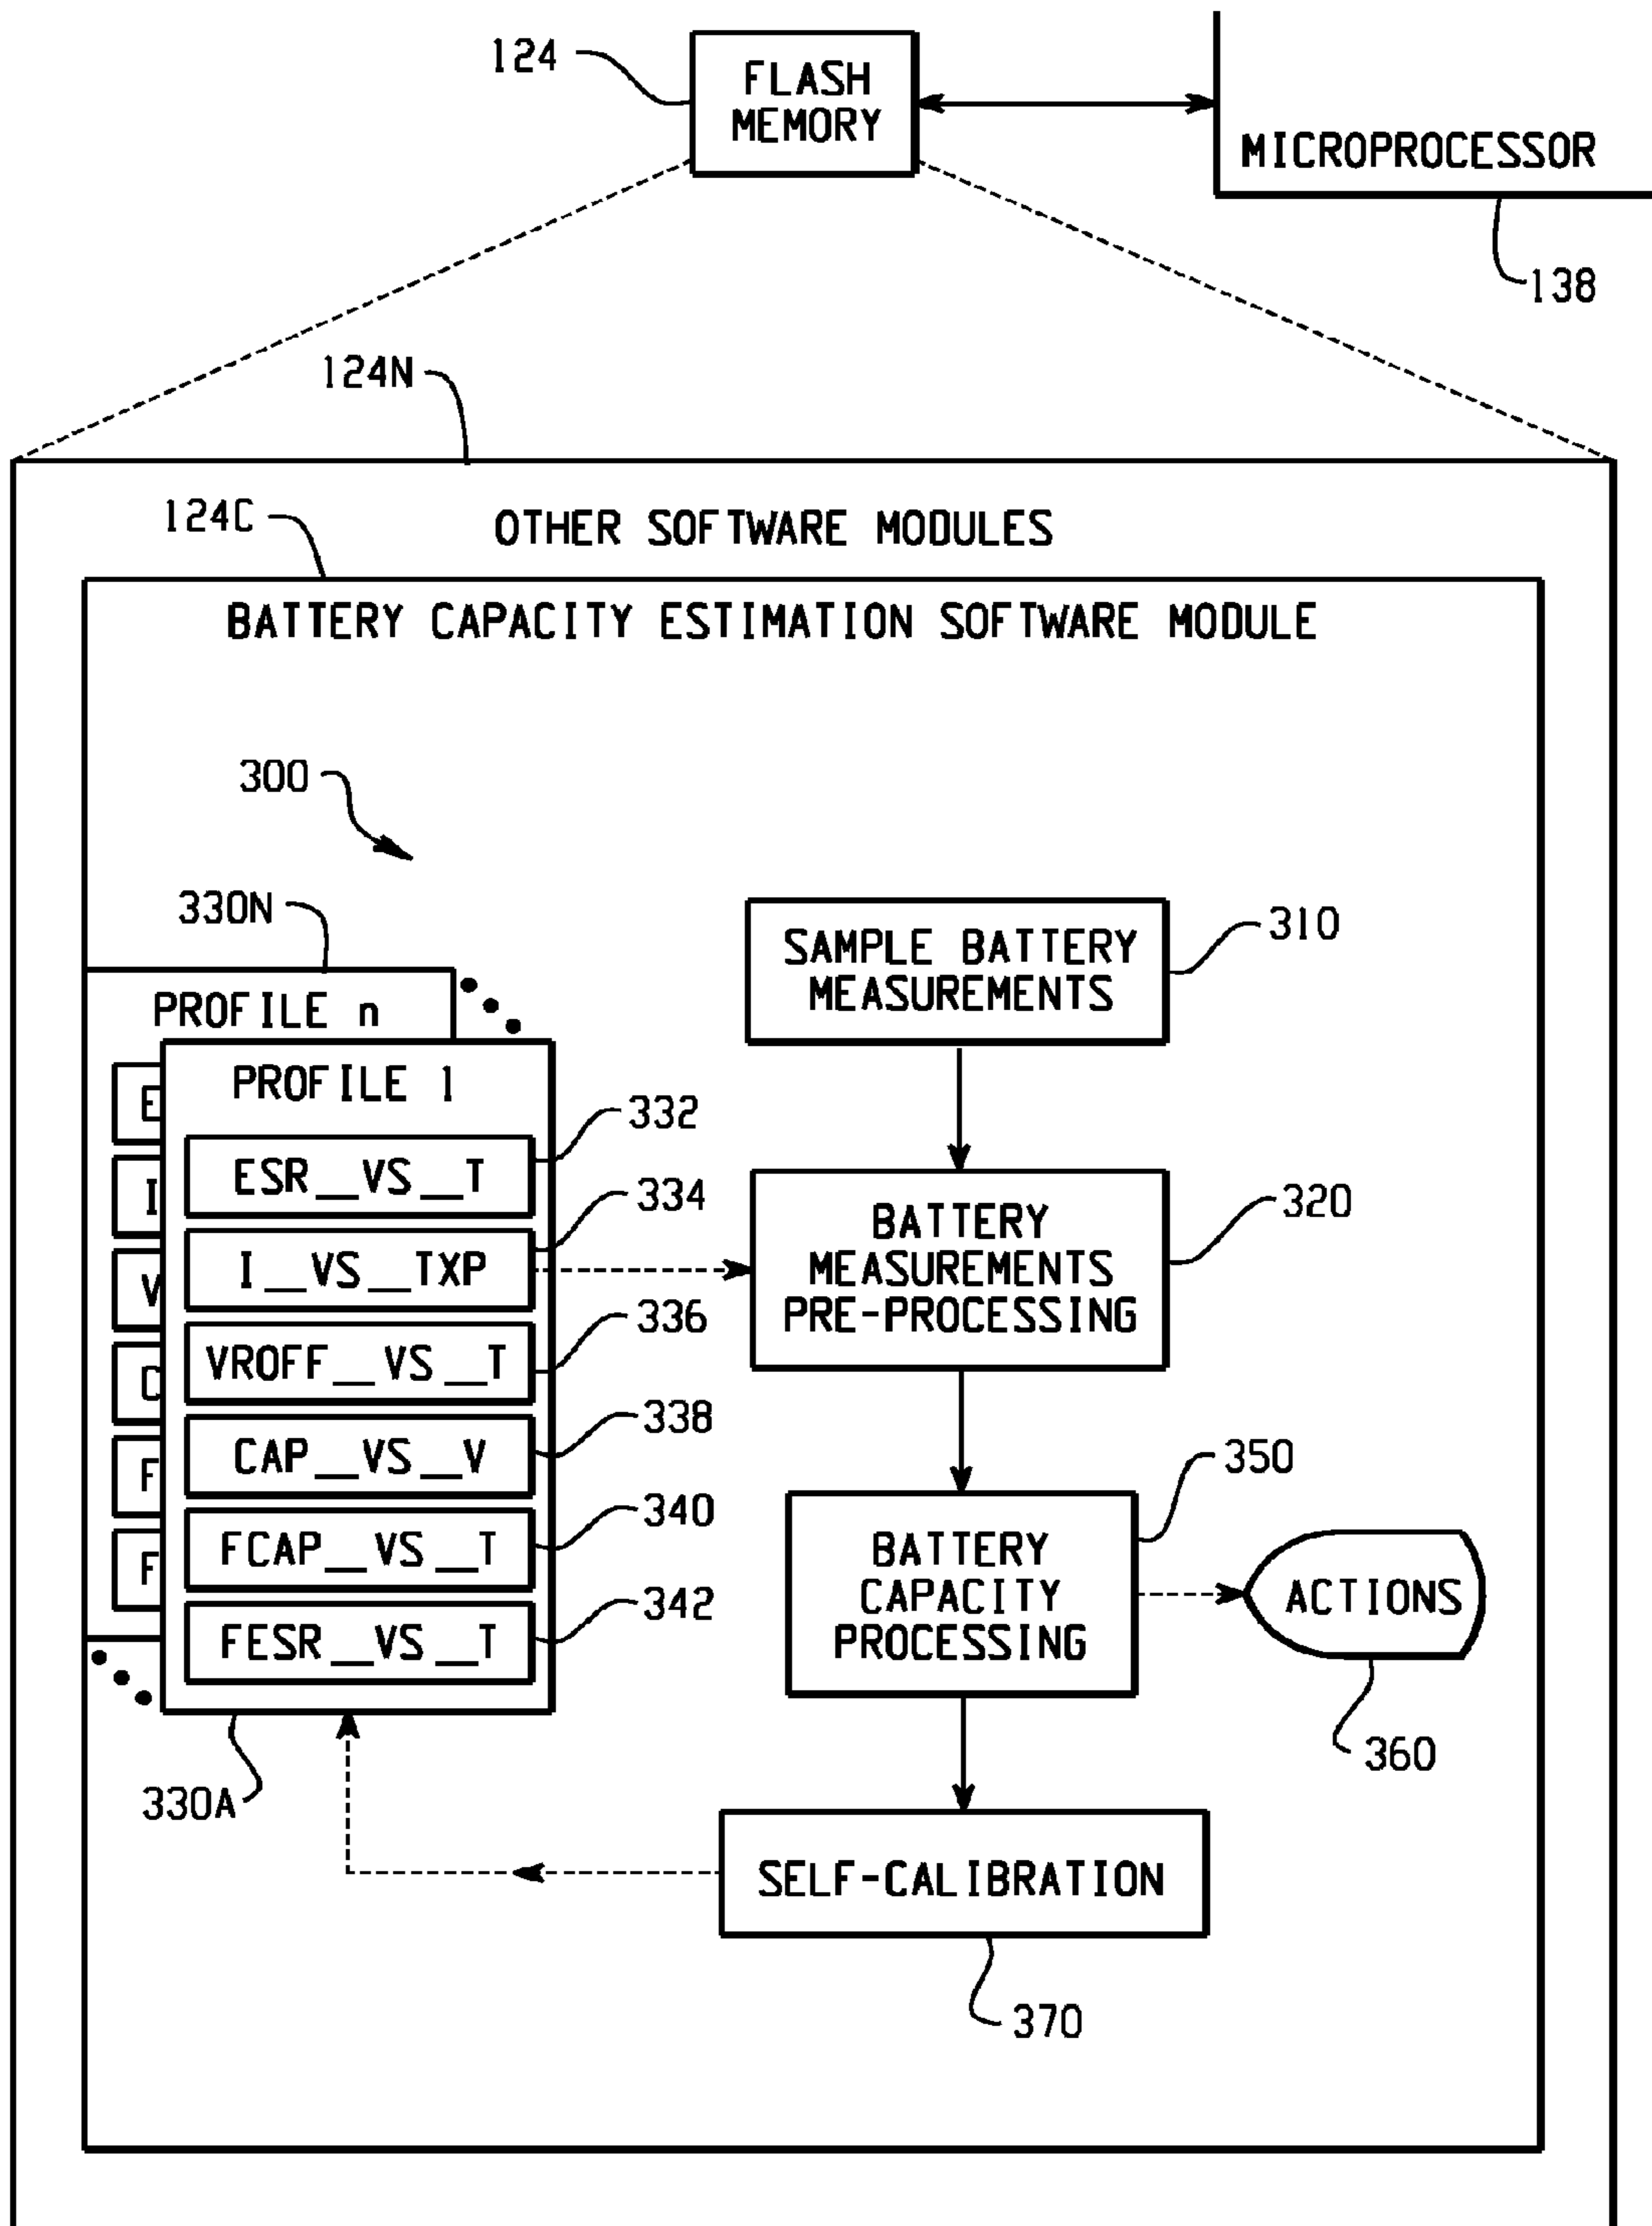 124
FLASH
MEMORY
MICROPROCESSOR
138
124N
124C
OTHER SOFTWARE MODULES
BATTERY CAPACITY ESTIMATION SOFTWARE MODULE
300
330N
310
SAMPLE BATTERY
MEASUREMENTS
PROFILE n
PROFILE 1
E
I
V
C
F
F
332
ESR__VS__T
334
I__VS__TXP
336
VROFF__VS__T
338
CAP__VS__V
340
FCAP__VS__T
342
FESR__VS__T
320
BATTERY
MEASUREMENTS
PRE-PROCESSING
350
BATTERY
CAPACITY
PROCESSING
ACTIONS
360
330A
SELF-CALIBRATION
370